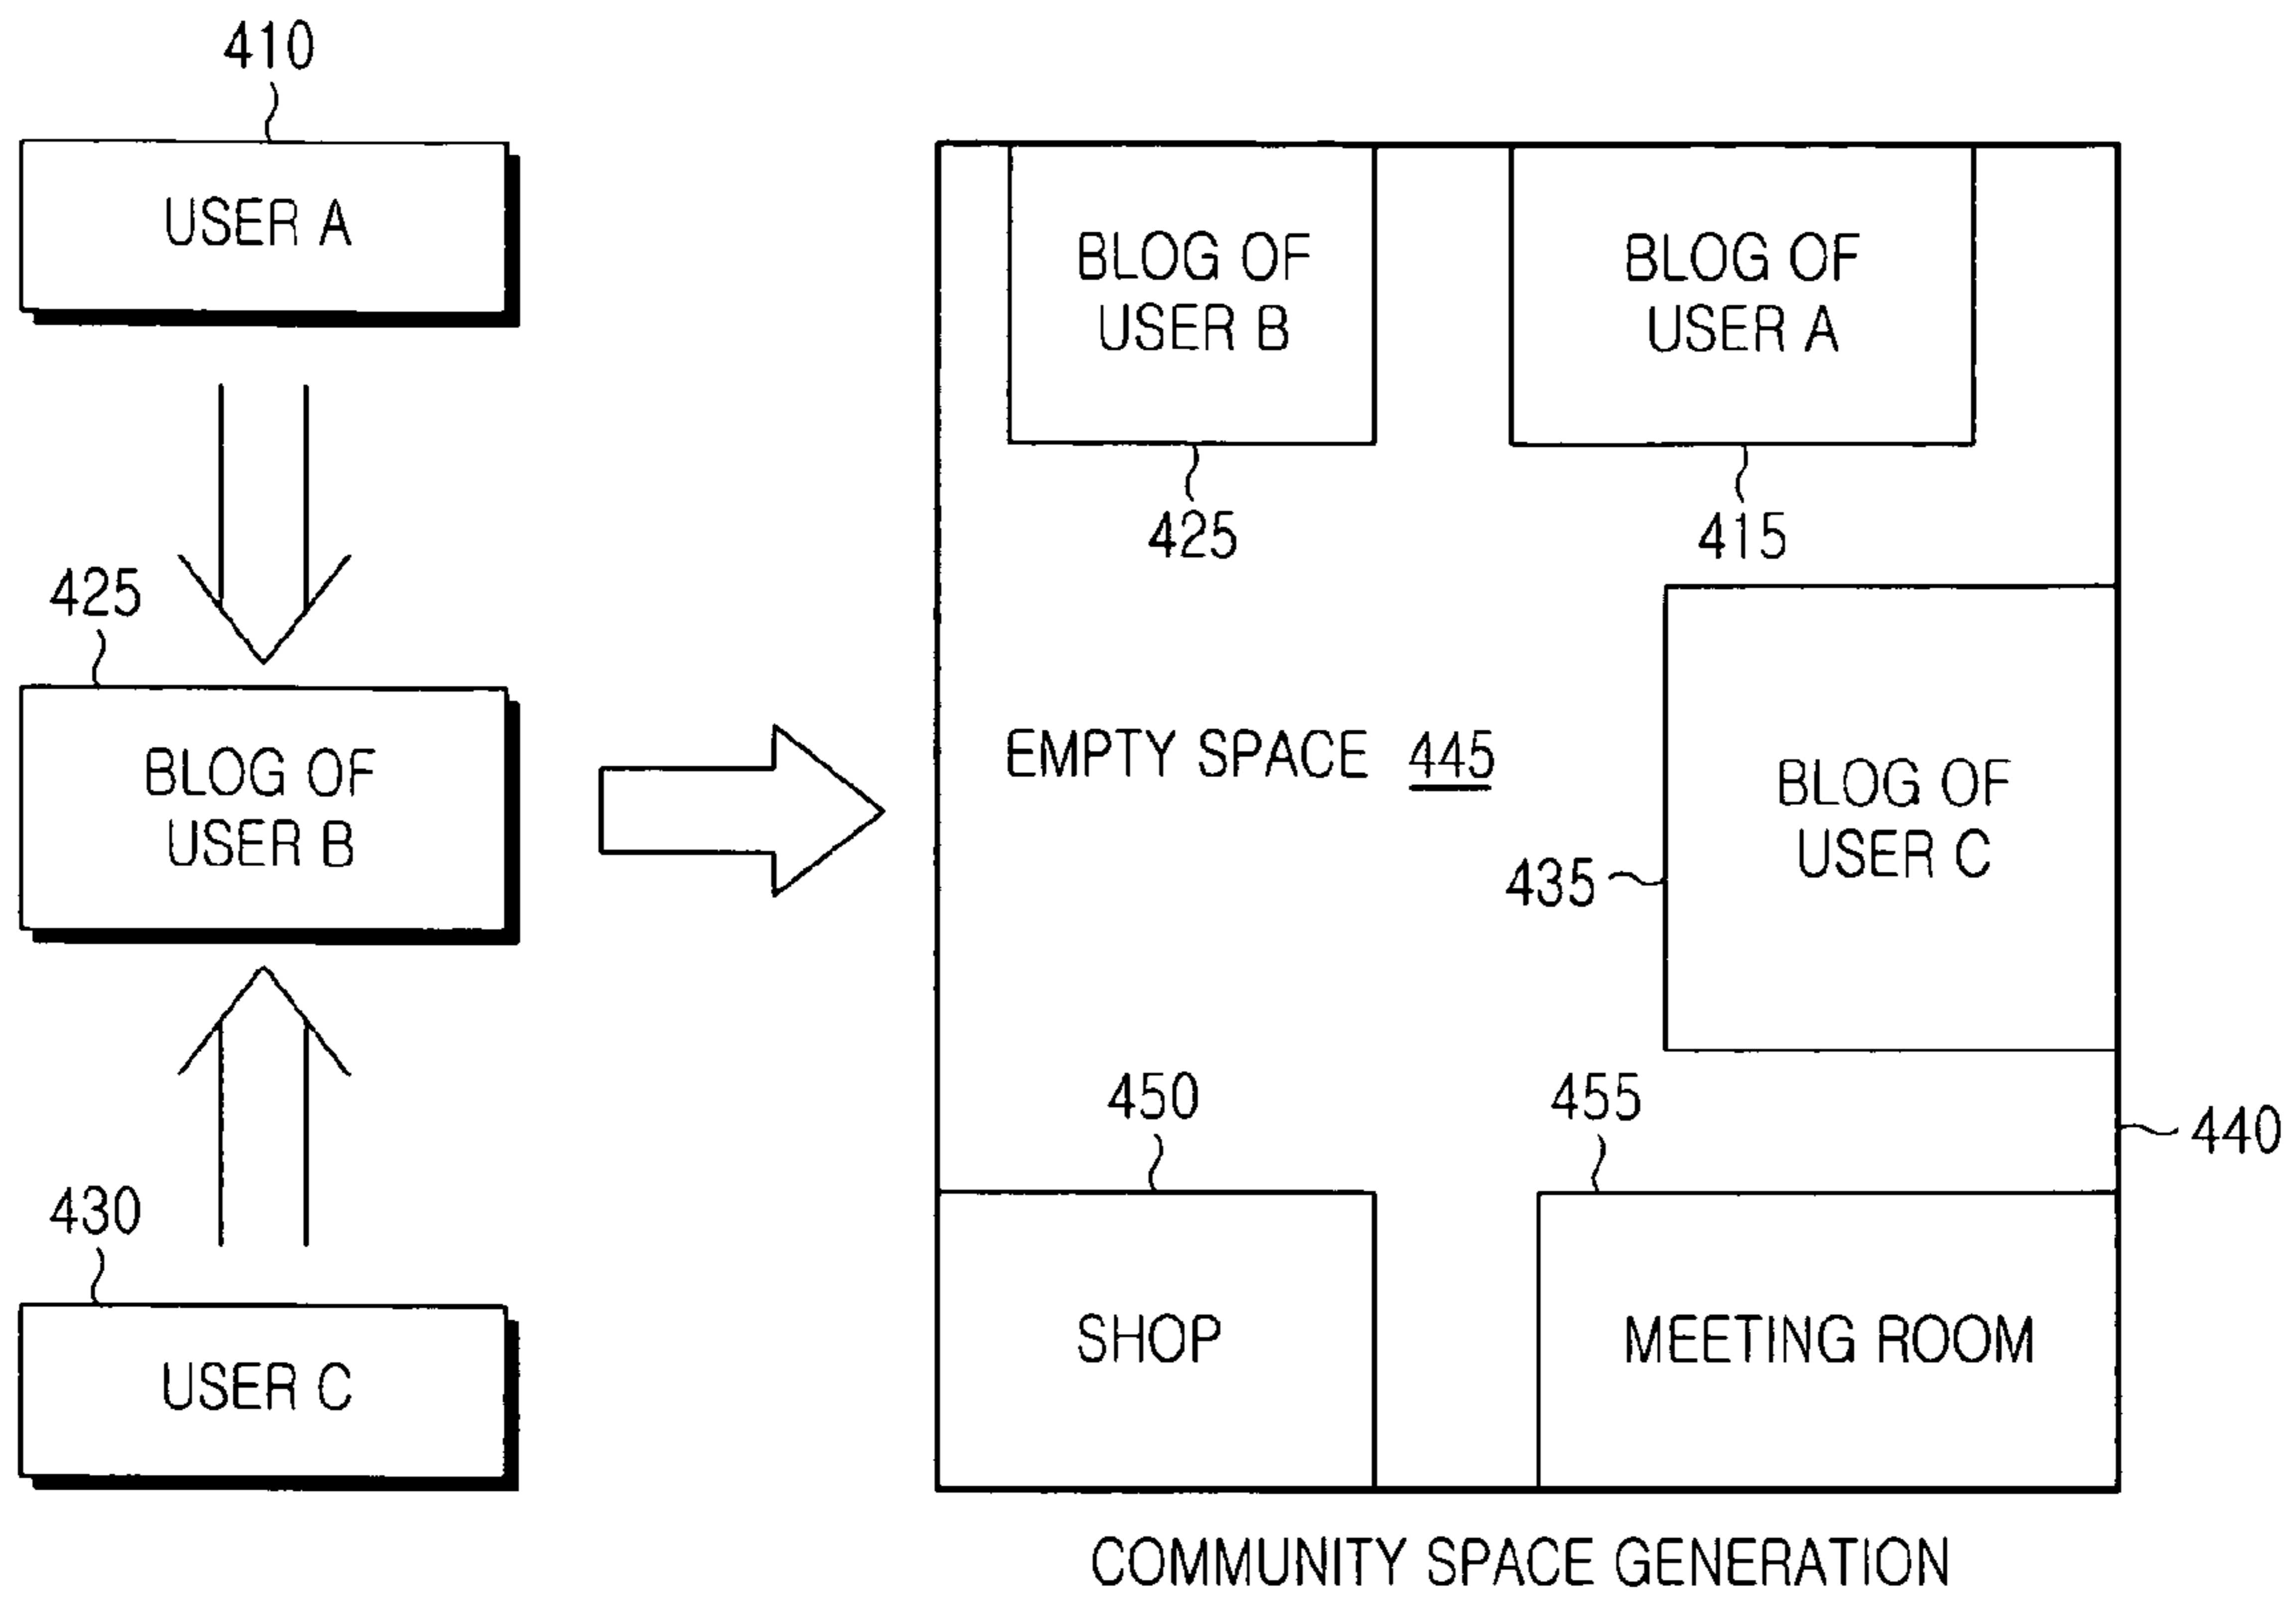 410
USER A
425
BLOG OF
USER B
430
USER C
BLOG OF
USER B
425
BLOG OF
USER A
415
EMPTY SPACE 445
BLOG OF
USER C
435
450
455
440
SHOP
MEETING ROOM
COMMUNITY SPACE GENERATION